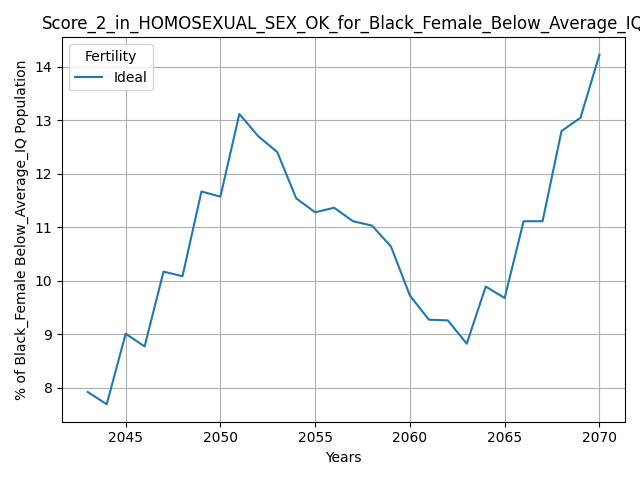 Score_2_in_HOMOSEXUAL_SEX_OK_for_Black_Female_Below_Average_IQ
Fertility
Ideal
% of Black_Female Below_Average_IQ Population
14
13
12
11
10
9
8
2045 2050 2055 2060 2065 2070
Years